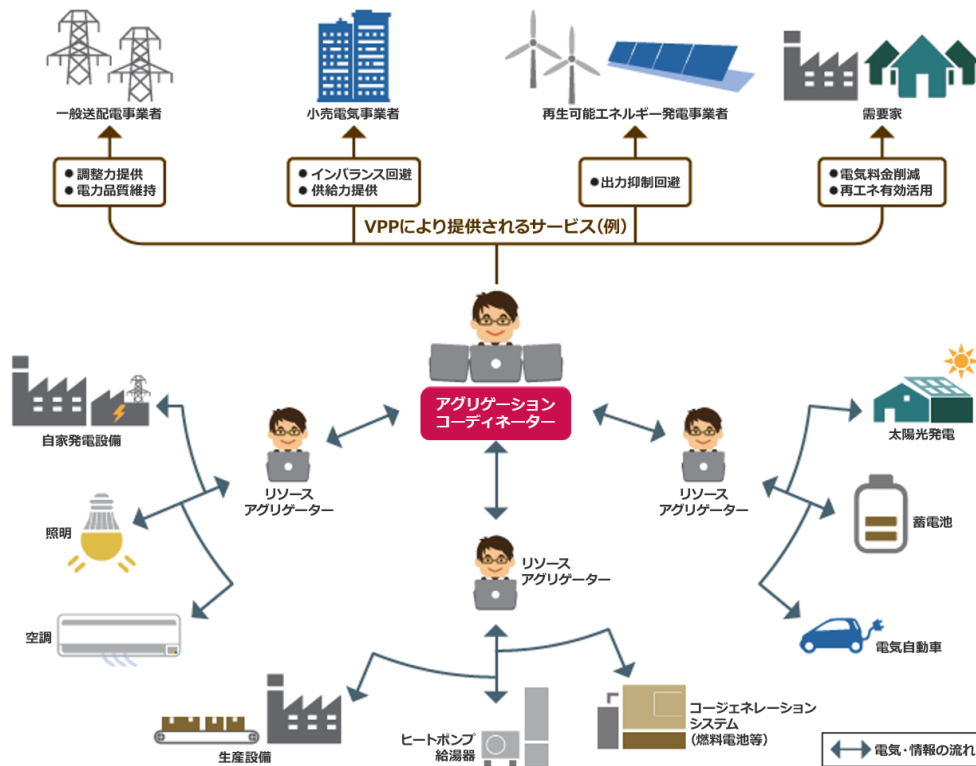 一般送配電事業者
小売電気事業者
再生可能エネルギー発電事業者
需要家
● 調整力提供
● 電力品質維持
● インバランス回避
● 供給力提供
● 出力抑制回避
● 電気料金削減
● 再エネ有効活用
VPPにより提供されるサービス(例)
アグリゲーション
コーディネーター
自家発電設備
リソース
アグリゲーター
リソース
アグリゲーター
太陽光発電
照明
蓄電池
リソース
アグリゲーター
空調
電気自動車
生産設備
ヒートポンプ
給湯器
コージェネレーション
システム
(燃料電池等)
電気・情報の流れ